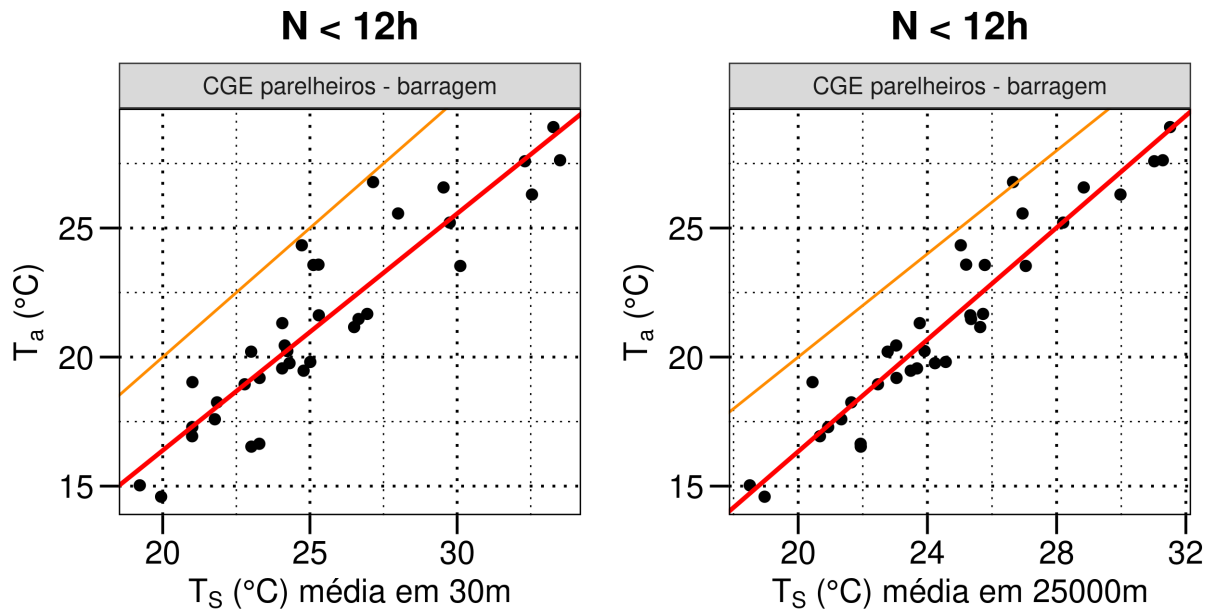 N < 12h
CGE parelheiros - barragem
25
20
15
Ta (°C)
20 25 30
TS (°C) média em 30m
N < 12h
CGE parelheiros - barragem
25
20
15
Ta (°C)
20 24 28 32
TS (°C) média em 25000m